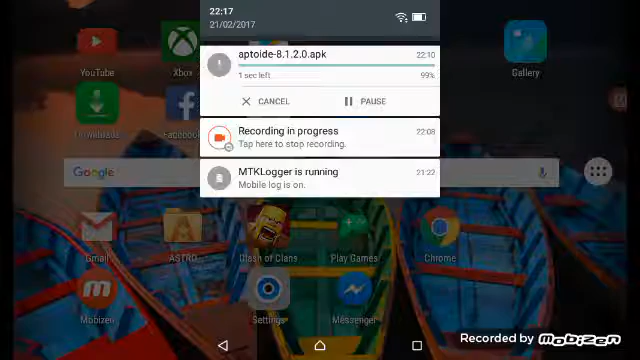 22:17
21/02/2017
aptoide-8.1.2.0.apk 22:10
1 sec left 99%
CANCEL PAUSE
Recording in progress 22:08
Tap here to stop recording.
MTKLogger is running 21:22
Mobile log is on.
YouTube Xbox Gallery
Downloads Facebook
Google
Gmail ASTRO Clash of Clans Play Games Chrome
Mobizen Settings Messenger
Recorded by Mobizen